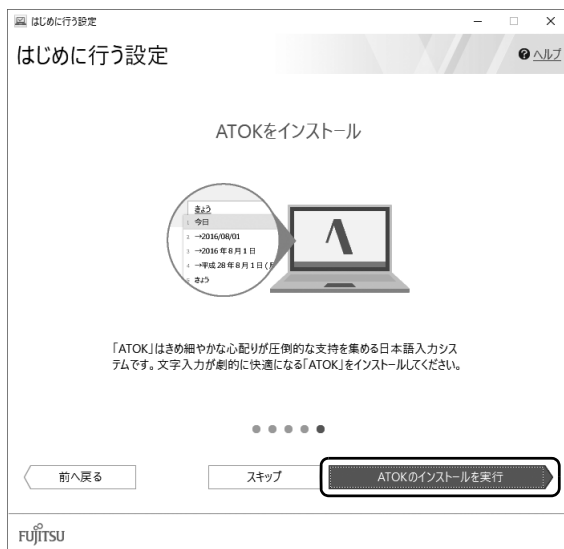 はじめに行う設定
はじめに行う設定
ヘルプ
ATOKをインストール
きょう
1 今日
2 →2016/08/01
3 →2016 年 8 月 1 日
4 →平成 28 年 8 月 1 日 (
きょう
「ATOK」はきめ細やかな心配りが圧倒的な支持を集める日本語入力シス
テムです。文字入力が劇的に快適になる「ATOK」をインストールしてください。
前へ戻る
スキップ
ATOKのインストールを実行
FUJITSU